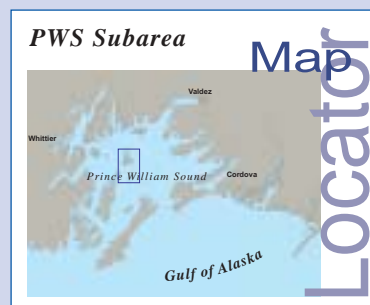 PWS Subarea
Map
Locator
Valdez
Whittier
Prince William Sound
Cordova
Gulf of Alaska